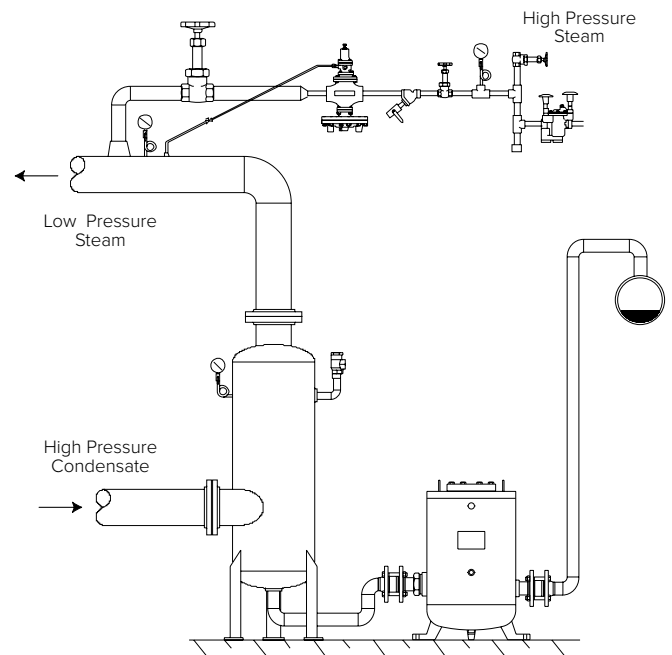 High Pressure
Steam
Low Pressure
Steam
High Pressure
Condensate